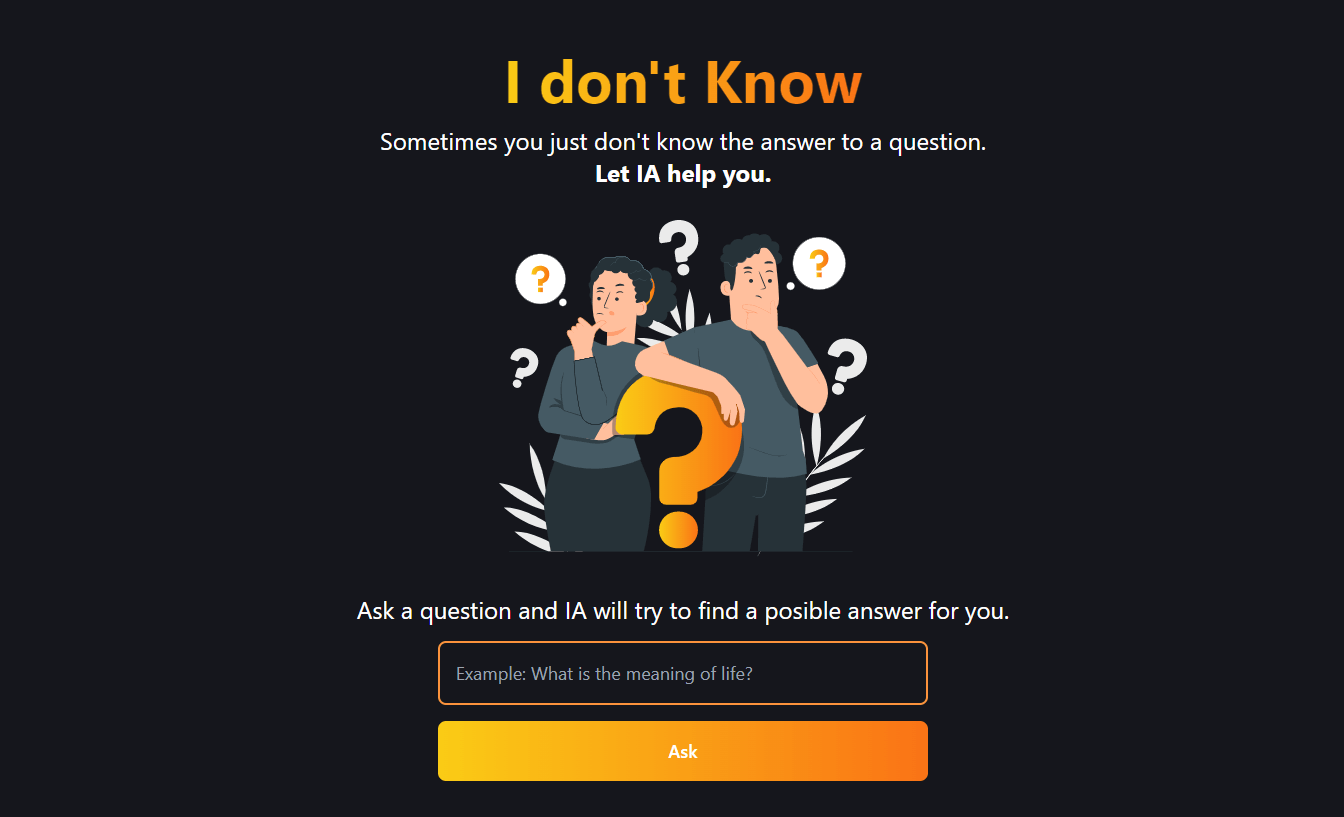 I don't Know
Sometimes you just don't know the answer to a question.
Let IA help you.
?
?
?
?
?
?
Ask a question and IA will try to find a posible answer for you.
Example: What is the meaning of life?
Ask